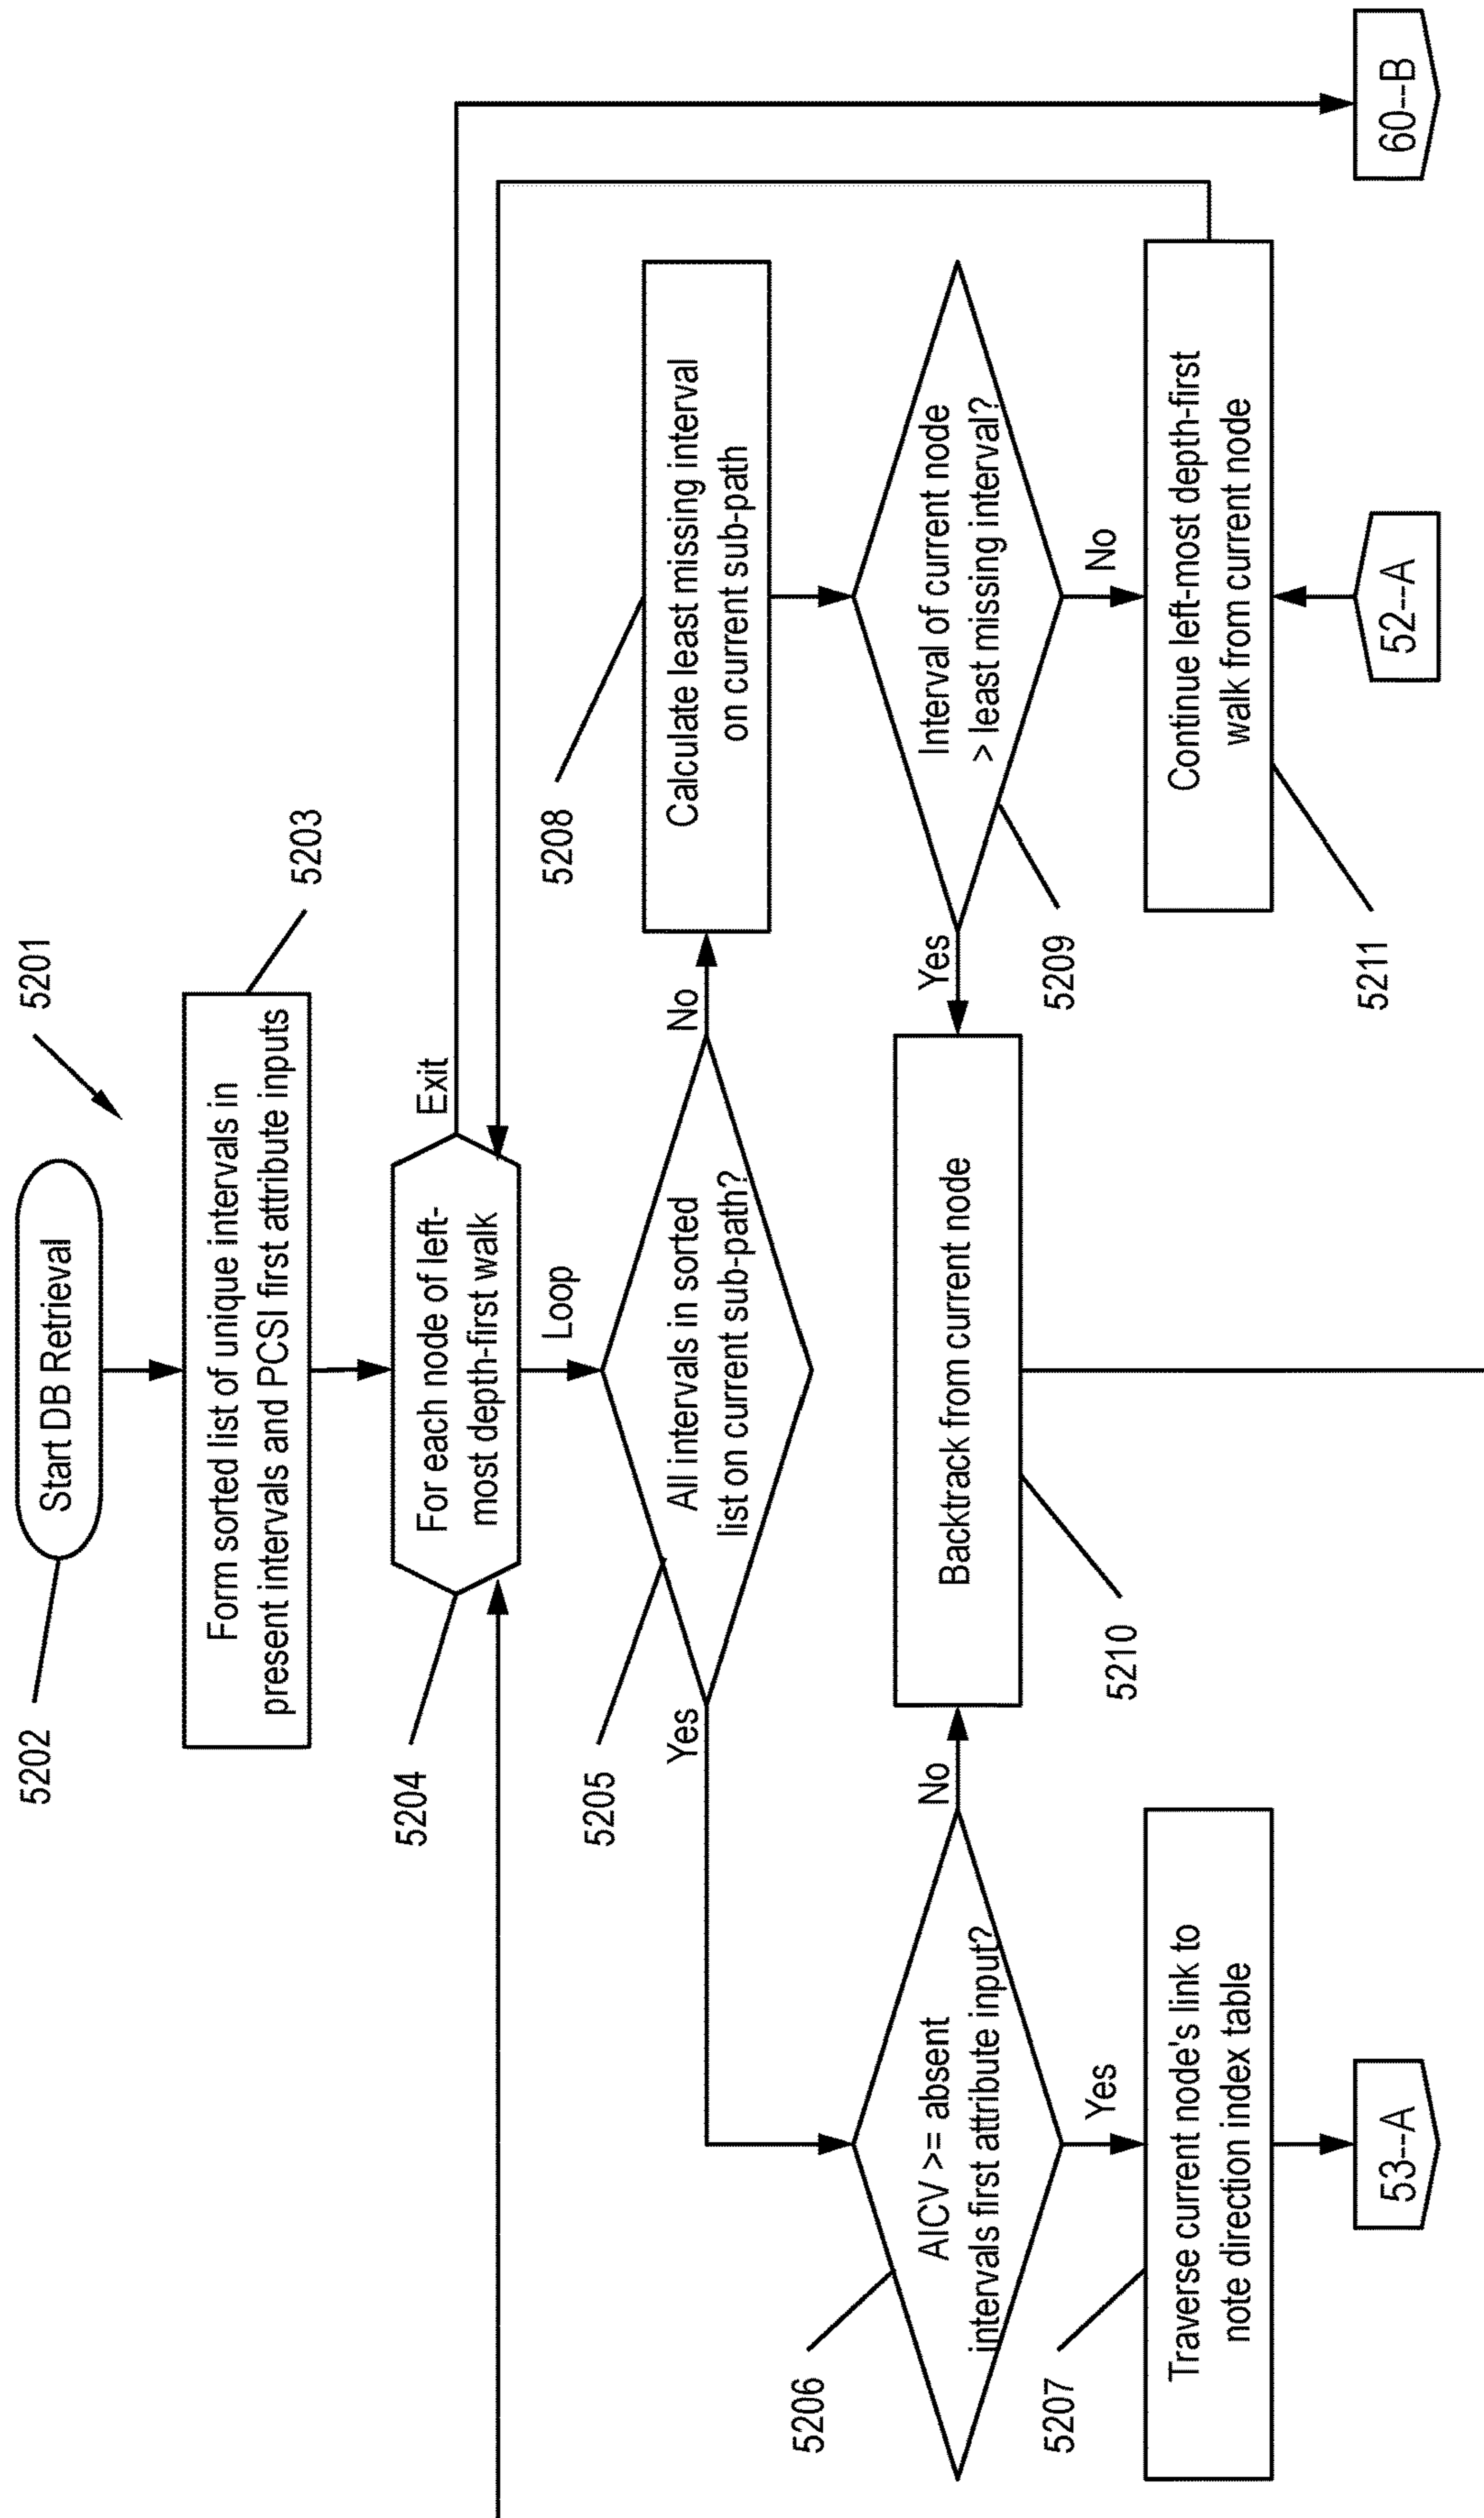 5201
Start DB Retrieval
5202
Form sorted list of unique intervals in
present intervals and PCSI first attribute inputs
5203
For each node of left-
most depth-first walk
Exit
5204
Loop
All intervals in sorted
list on current sub-path?
5205
Yes
No
Calculate least missing interval
on current sub-path
5208
AICV >= absent
intervals first attribute input?
5206
No
Backtrack from current node
5210
Yes
Interval of current node
> least missing interval?
5209
Yes
No
Traverse current node's link to
note direction index table
5207
Continue left-most depth-first
walk from current node
5211
53--A
52--A
60--B